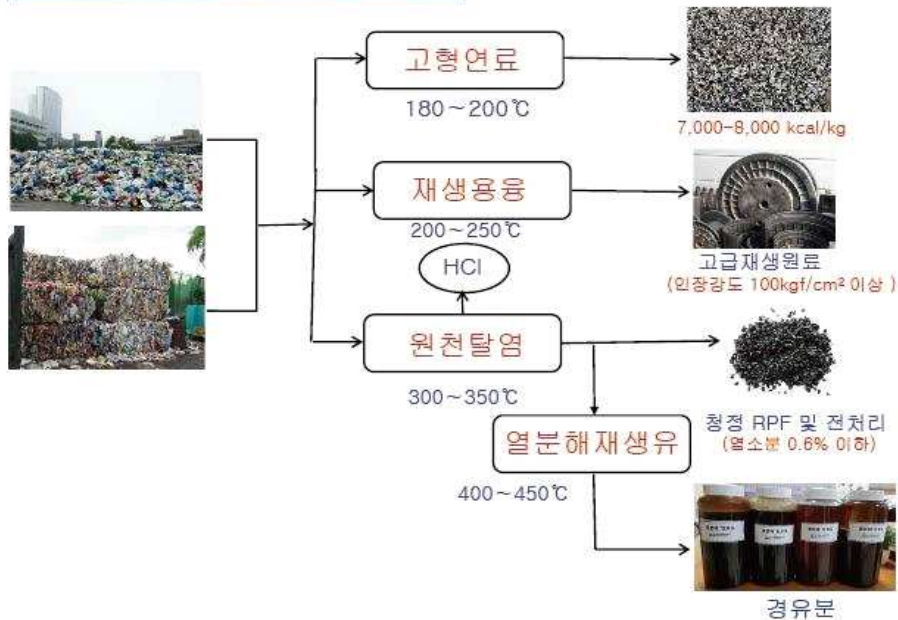 고형연료
180~200℃
7,000-8,000 kcal/kg
재생용융
200~250℃
고급재생원료
(인장강도 100kgf/cm² 이상 )
HCl
원천탈염
300~350℃
청정 RPF 및 전처리
(염소분 0.6% 이하)
열분해재생유
400~450℃
경유분